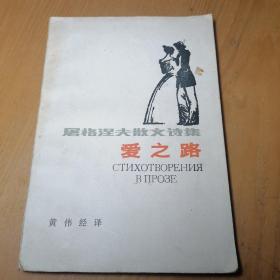 屠格涅夫散文诗集
爱之路
СТИХОТВОРЕНИЯ
В ПРОЗЕ
黄伟经 译